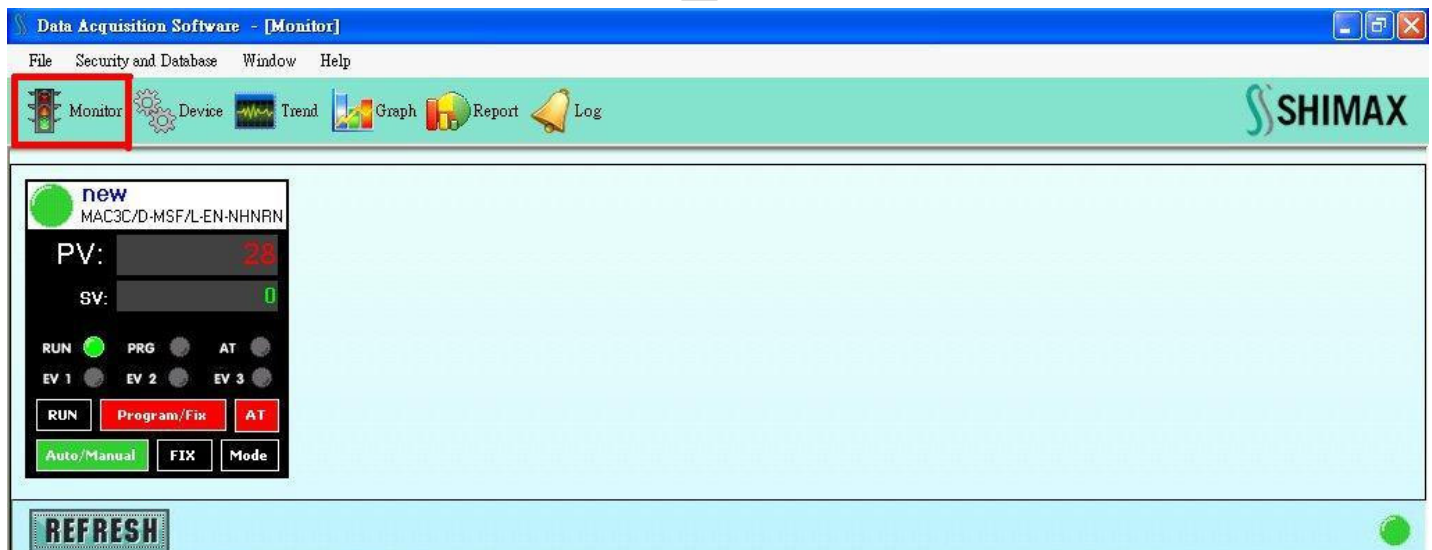 Data Acquisition Software - [Monitor]
File Security and Database Window Help
Monitor Device Trend Graph Report Log SHIMAX
new
MAC3C/D-MSF/L-EN-NHNRN
PV: 28
SV: 0
RUN PRG AT
EV 1 EV 2 EV 3
RUN Program/Fix AT
Auto/Manual FIX Mode
REFRESH